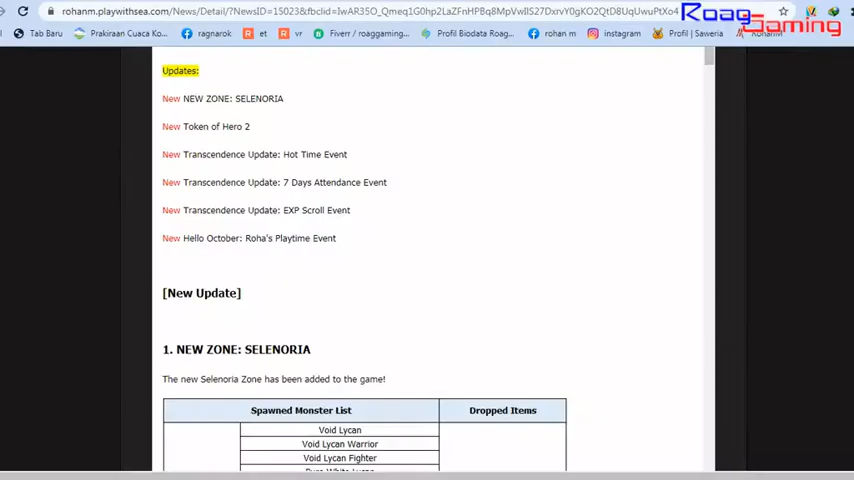 rohanm.playwithsea.com/News/Detail/?NewsID=15023&fbclid=IwAR35O_Qmeq1G0hp2LaZFnHPBq8MpVwIlS27DxrvY0gKO2QtD8UqUwuPtXo4
Roag
Gaming
Tab Baru
Prakiraan Cuaca Ko...
ragnarok
et
vr
Fiverr / roaggaming...
Profil Biodata Roag...
rohan m
instagram
Profil | Saweria
Updates:
New NEW ZONE: SELENORIA
New Token of Hero 2
New Transcendence Update: Hot Time Event
New Transcendence Update: 7 Days Attendance Event
New Transcendence Update: EXP Scroll Event
New Hello October: Roha's Playtime Event
[New Update]
1. NEW ZONE: SELENORIA
The new Selenoria Zone has been added to the game!
Spawned Monster List
Dropped Items
Void Lycan
Void Lycan Warrior
Void Lycan Fighter